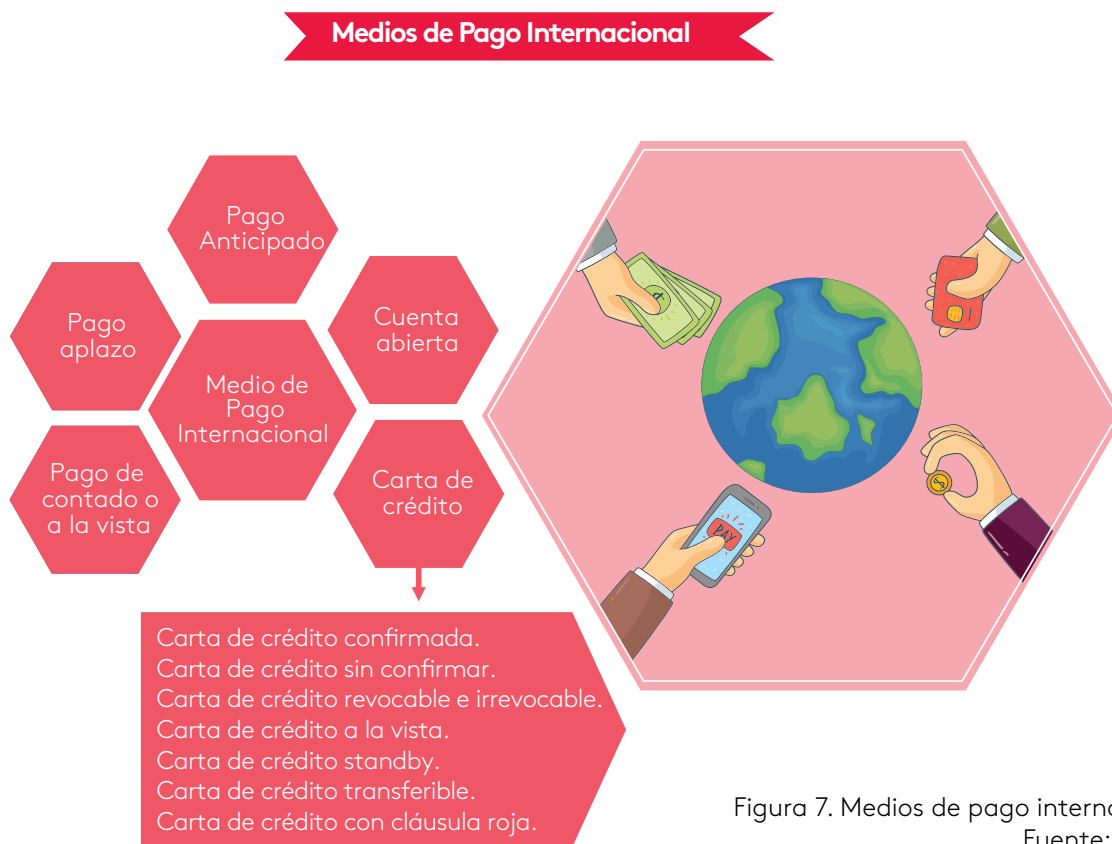 Medios de Pago Internacional
Pago
Anticipado
Pago
aplazo
Cuenta
abierta
Medio de
Pago
Internacional
Pago de
contado o
a la vista
Carta de
crédito
PAY
Carta de crédito confirmada.
Carta de crédito sin confirmar.
Carta de crédito revocable e irrevocable.
Carta de crédito a la vista.
Carta de crédito standby.
Carta de crédito transferible.
Carta de crédito con cláusula roja.
Figura 7. Medios de pago interna
Fuente: